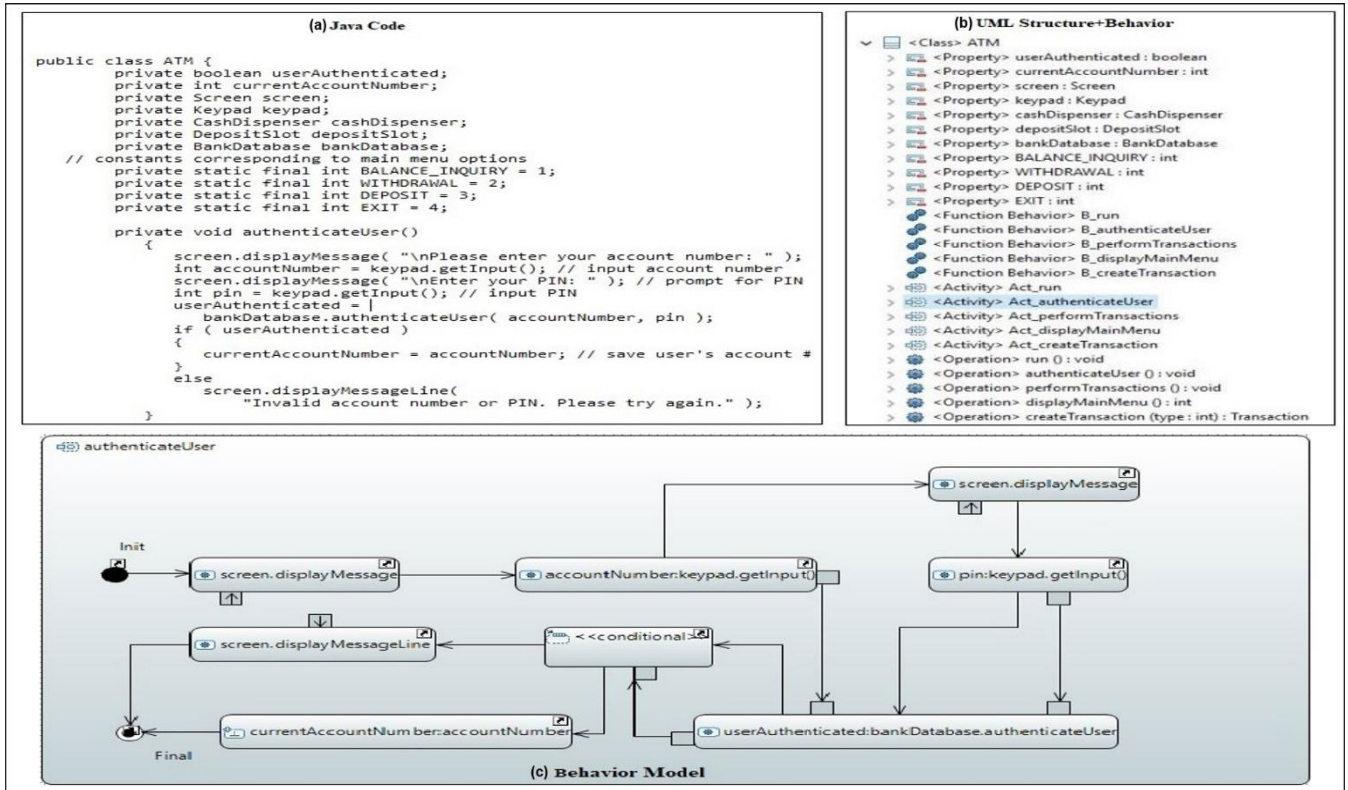 (a) Java Code
public class ATM {
private boolean userAuthenticated;
private int currentAccountNumber;
private Screen screen;
private Keypad keypad;
private CashDispenser cashDispenser;
private DepositSlot depositSlot;
private BankDatabase bankDatabase;
// constants corresponding to main menu options
private static final int BALANCE_INQUIRY = 1;
private static final int WITHDRAWAL = 2;
private static final int DEPOSIT = 3;
private static final int EXIT = 4;
private void authenticateUser()
{
screen.displayMessage( "\nPlease enter your account number: " );
int accountNumber = keypad.getInput(); // input account number
screen.displayMessage( "\nEnter your PIN: " ); // prompt for PIN
int pin = keypad.getInput(); // input PIN
userAuthenticated =
bankDatabase.authenticateUser( accountNumber, pin );
if ( userAuthenticated )
{
currentAccountNumber = accountNumber; // save user's account #
}
else
screen.displayMessageLine(
"Invalid account number or PIN. Please try again." );
}
(b) UML Structure+Behavior
<Class> ATM
<Property> userAuthenticated : boolean
<Property> currentAccountNumber : int
<Property> screen : Screen
<Property> keypad : Keypad
<Property> cashDispenser : CashDispenser
<Property> depositSlot : DepositSlot
<Property> bankDatabase : BankDatabase
<Property> BALANCE_INQUIRY : int
<Property> WITHDRAWAL : int
<Property> DEPOSIT : int
<Property> EXIT : int
<Function Behavior> B_run
<Function Behavior> B_authenticateUser
<Function Behavior> B_performTransactions
<Function Behavior> B_displayMainMenu
<Function Behavior> B_createTransaction
<Activity> Act_run
<Activity> Act_authenticateUser
<Activity> Act_performTransactions
<Activity> Act_displayMainMenu
<Activity> Act_createTransaction
<Operation> run () : void
<Operation> authenticateUser () : void
<Operation> performTransactions () : void
<Operation> displayMainMenu () : int
<Operation> createTransaction (type : int) : Transaction
authenticateUser
screen.displayMessage
Init
screen.displayMessage
accountNumber:keypad.getInput()
pin:keypad.getInput()
screen.displayMessageLine
<<conditional>>
currentAccountNumber:accountNumber
userAuthenticated:bankDatabase.authenticateUser
Final
(c) Behavior Model